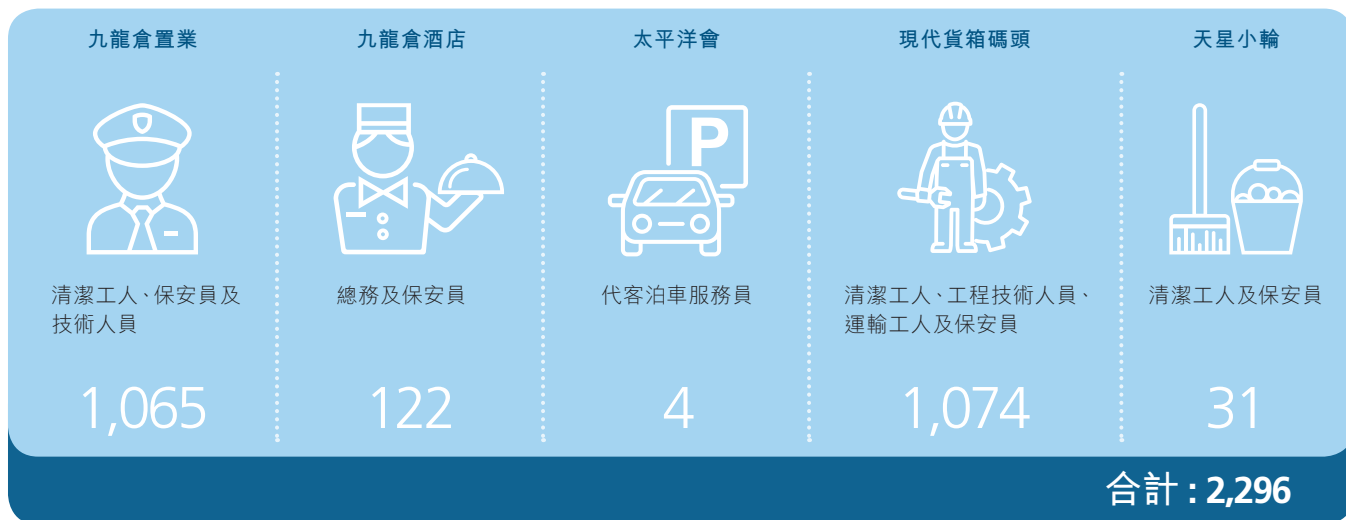 九龍倉置業
九龍倉酒店
太平洋會
現代貨箱碼頭
天星小輪
P
清潔工人、保安員及
技術人員
總務及保安員
代客泊車服務員
清潔工人、工程技術人員、
運輸工人及保安員
清潔工人及保安員
1,065
122
4
1,074
31
合計 : 2,296